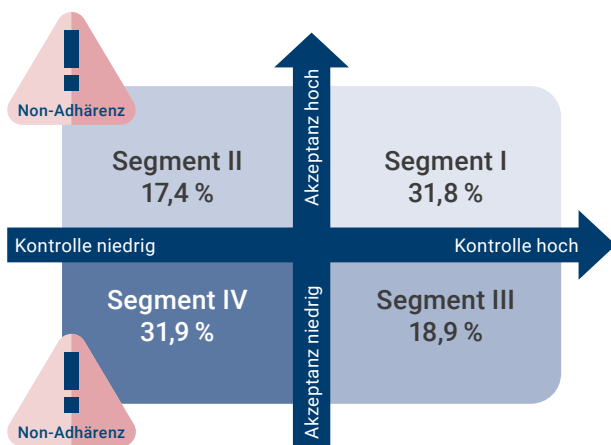 Non-Adhärenz
Akzeptanz hoch
Segment II
17,4 %
Segment I
31,8 %
Kontrolle niedrig
Kontrolle hoch
Segment IV
31,9 %
Segment III
18,9 %
Akzeptanz niedrig
Non-Adhärenz